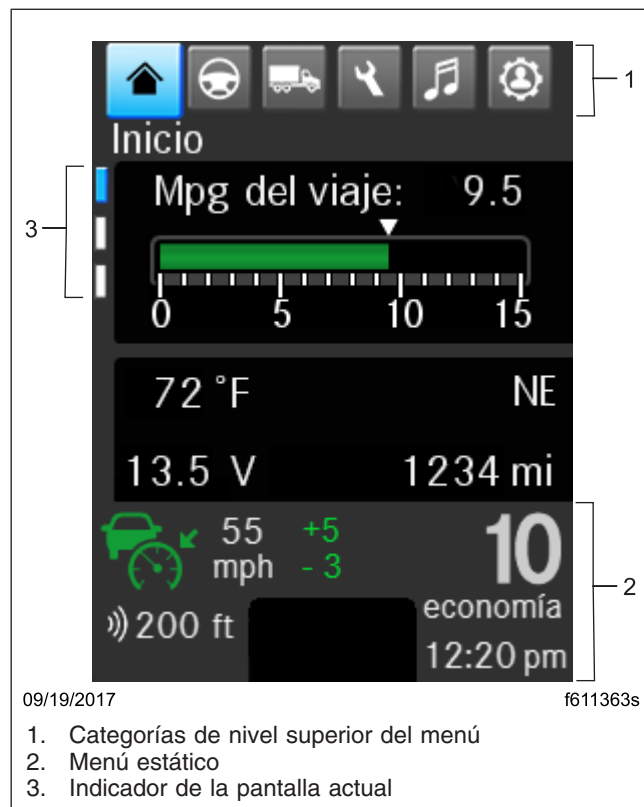 1
Inicio
3
Mpg del viaje: 9.5
0 5 10 15
72 °F NE
13.5 V 1234 mi
55 +5 10
mph - 3
2
economía
200 ft
12:20 pm
09/19/2017 f611363s
1. Categorías de nivel superior del menú
2. Menú estático
3. Indicador de la pantalla actual